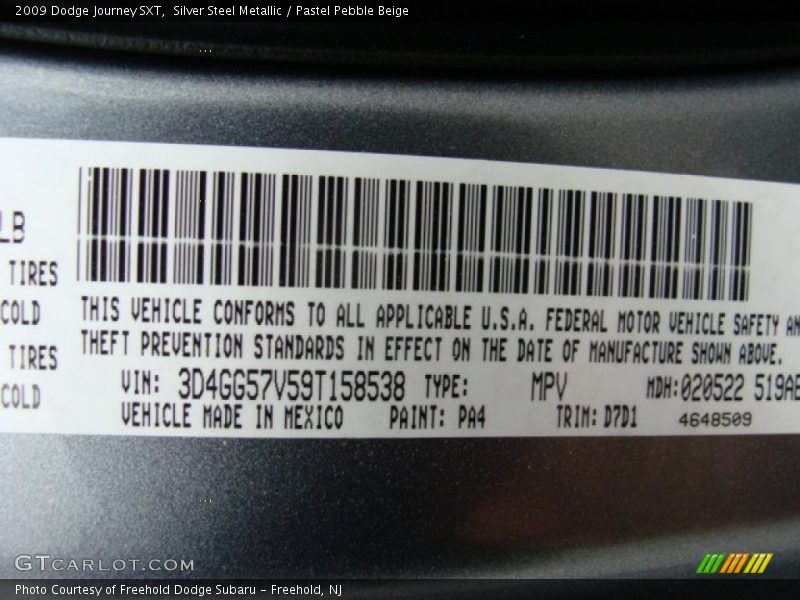 2009 Dodge Journey SXT,  Silver Steel Metallic / Pastel Pebble Beige
LB
TIRES
COLD
TIRES
COLD
THIS VEHICLE CONFORMS TO ALL APPLICABLE U.S.A. FEDERAL MOTOR VEHICLE SAFETY AN
THEFT PREVENTION STANDARDS IN EFFECT ON THE DATE OF MANUFACTURE SHOWN ABOVE.
VIN: 3D4GG57V59T158538 TYPE: MPV MDH:020522 519AE
VEHICLE MADE IN MEXICO PAINT: PA4 TRIM: D7D1 4648509
GTCARLOT.COM
Photo Courtesy of Freehold Dodge Subaru - Freehold, NJ